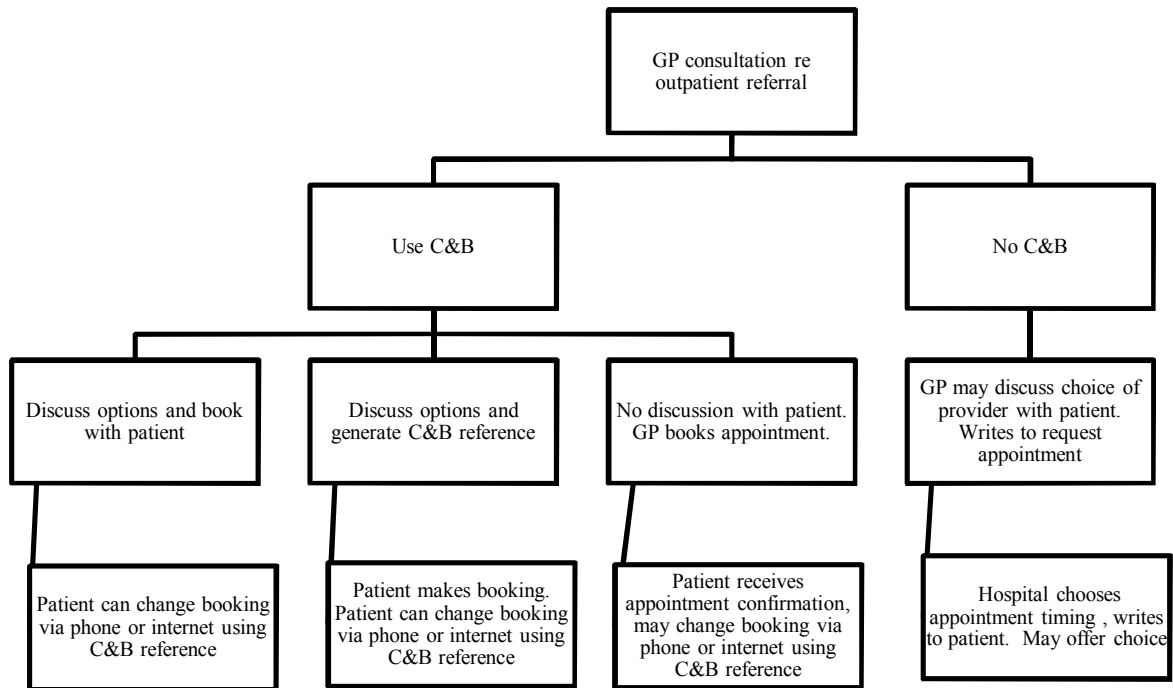 GP consultation re
outpatient referral
Use C&B
No C&B
Discuss options and book
with patient
Discuss options and
generate C&B reference
No discussion with patient.
GP books appointment.
GP may discuss choice of
provider with patient.
Writes to request
appointment
Patient can change booking
via phone or internet using
C&B reference
Patient makes booking.
Patient can change booking
via phone or internet using
C&B reference
Patient receives
appointment confirmation,
may change booking via
phone or internet using
C&B reference
Hospital chooses
appointment timing , writes
to patient.  May offer choice